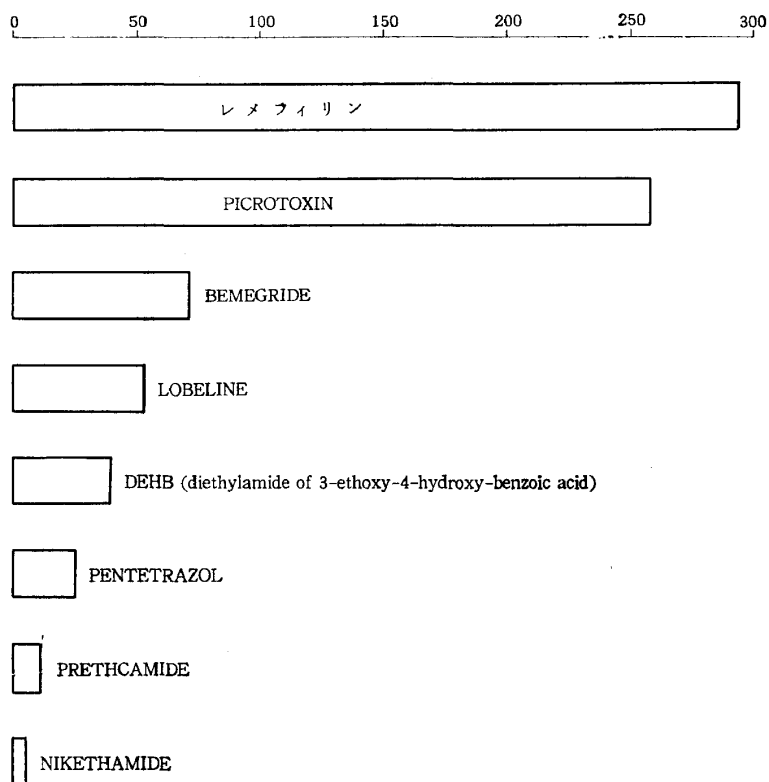 0 50 100 150 200 250 300
レメフィリン
PICROTOXIN
BEMEGRIDE
LOBELINE
DEHB (diethylamide of 3-ethoxy-4-hydroxy-benzoic acid)
PENTETRAZOL
PRETHCAMIDE
NIKETHAMIDE